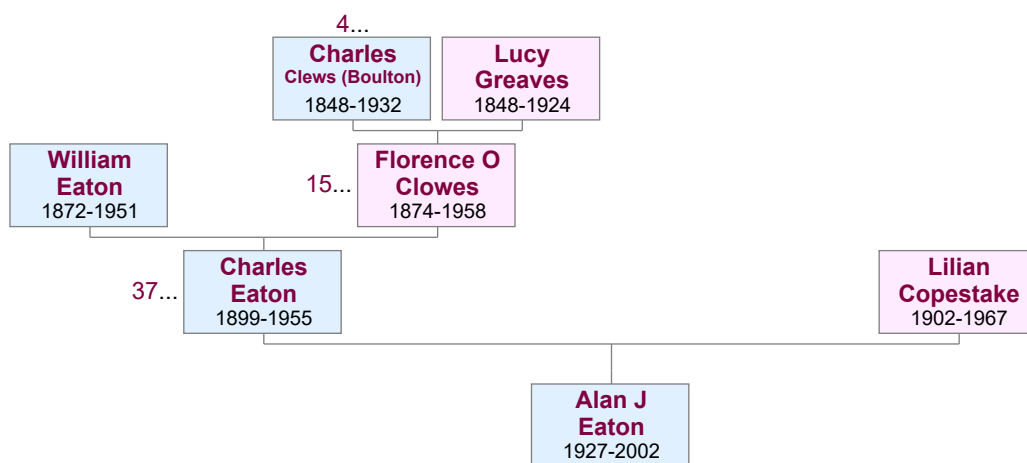 4...
Charles
Clews (Boulton)
1848-1932
Lucy
Greaves
1848-1924
William
Eaton
1872-1951
15...
Florence O
Clowes
1874-1958
37...
Charles
Eaton
1899-1955
Lilian
Copestake
1902-1967
Alan J
Eaton
1927-2002